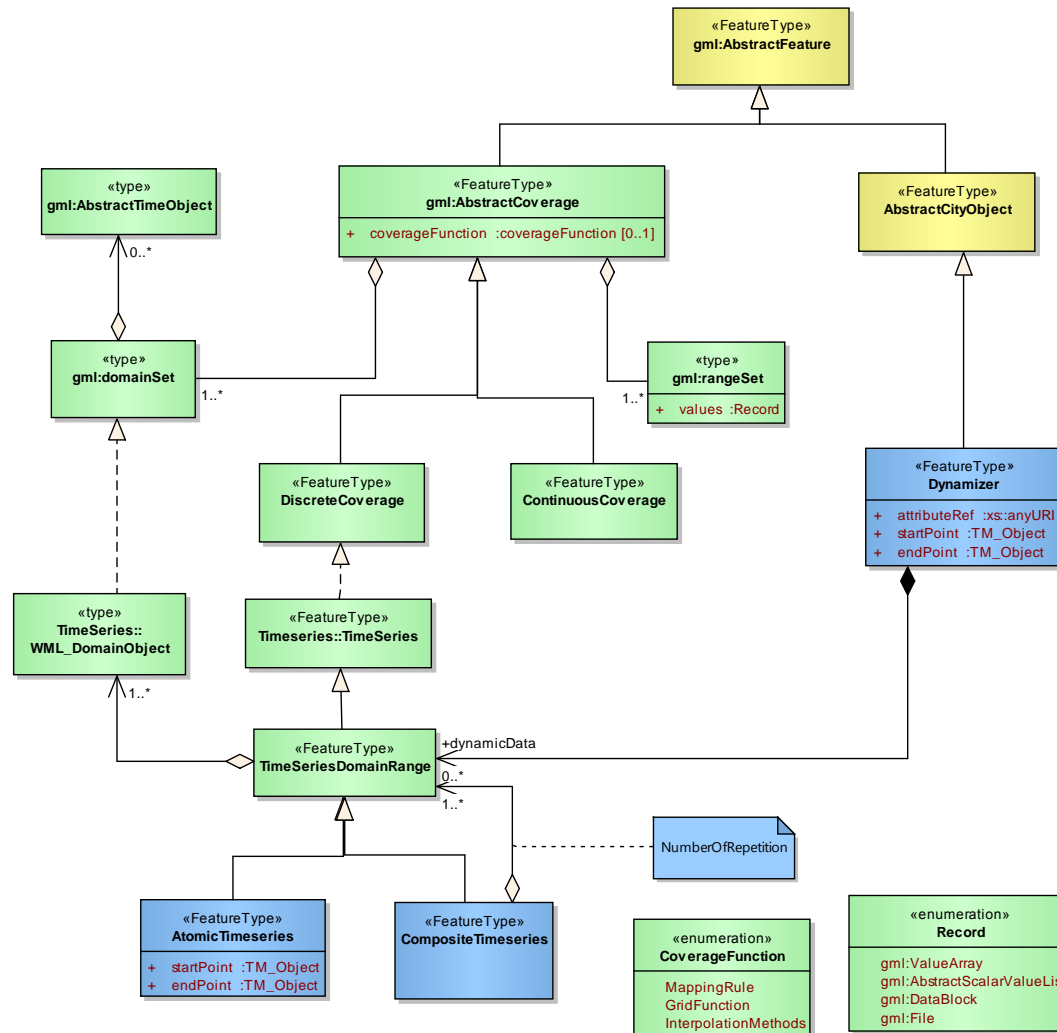 «FeatureType»
gml:AbstractFeature
«type»
gml:AbstractTimeObject
«FeatureType»
gml:AbstractCoverage
+ coverageFunction :coverageFunction [0..1]
«FeatureType»
AbstractCityObject
0..*
«type»
gml:domainSet
1..*
«type»
gml:rangeSet
+ values :Record
1..*
«FeatureType»
DiscreteCoverage
«FeatureType»
ContinuousCoverage
«FeatureType»
Dynamizer
+ attributeRef :xs::anyURI
+ startPoint :TM_Object
+ endPoint :TM_Object
«type»
TimeSeries::
WML_DomainObject
1..*
«FeatureType»
Timeseries::TimeSeries
«FeatureType»
TimeSeriesDomainRange
+dynamicData
0..*
1..*
NumberOfRepetition
«FeatureType»
AtomicTimeseries
+ startPoint :TM_Object
+ endPoint :TM_Object
«FeatureType»
CompositeTimeseries
«enumeration»
CoverageFunction
MappingRule
GridFunction
InterpolationMethods
«enumeration»
Record
gml:ValueArray
gml:AbstractScalarValueLis
gml:DataBlock
gml:File